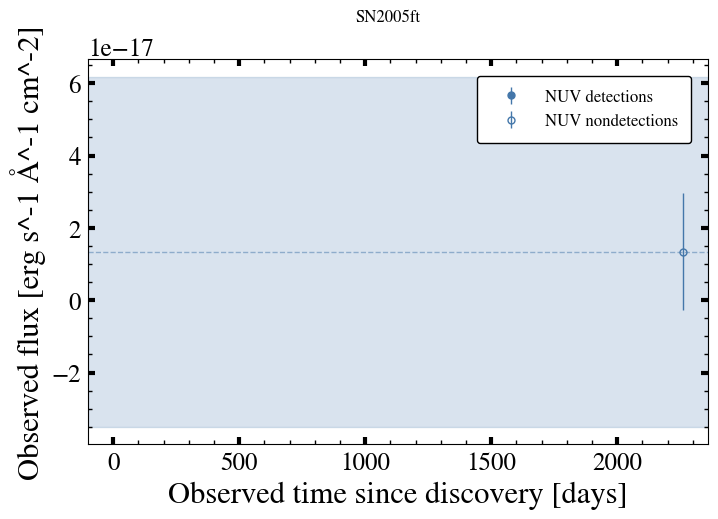 SN2005ft
1e−17
6
4
2
0
−2
Observed flux [erg s^-1 Å^-1 cm^-2]
NUV detections
NUV nondetections
0 500 1000 1500 2000
Observed time since discovery [days]